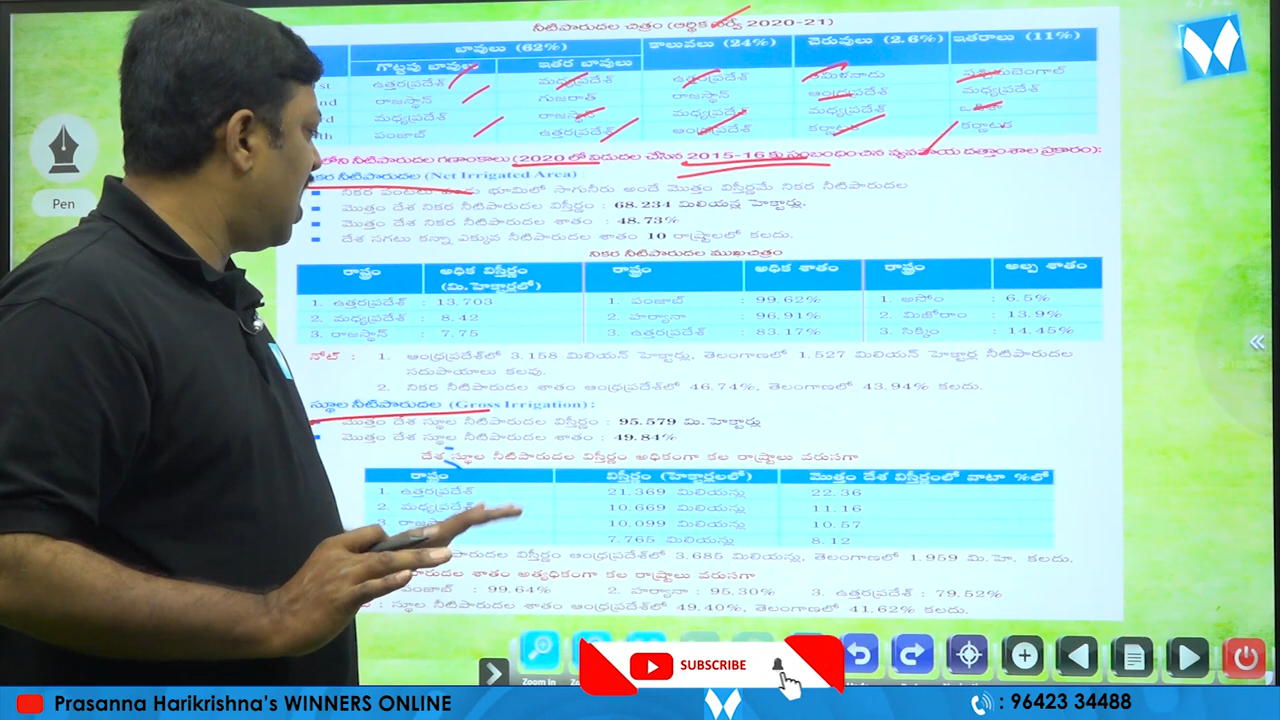 నీటిపారుదల చిత్రం (ఆర్థిక సర్వే 2020-21)
బావులు (62%) కాలువలు (24%) చెరువులు (2.6%) ఇతరాలు (11%)
గొట్టపు బావులు ఇతర బావులు
st ఉత్తరప్రదేశ్ మధ్యప్రదేశ్ ఉత్తరప్రదేశ్ తమిళనాడు పశ్చిమబెంగాల్
nd రాజస్థాన్ గుజరాత్ రాజస్థాన్ ఆంధ్రప్రదేశ్ మధ్యప్రదేశ్
rd మధ్యప్రదేశ్ రాజస్థాన్ మధ్యప్రదేశ్ మధ్యప్రదేశ్
th పంజాబ్ ఉత్తరప్రదేశ్ ఆంధ్రప్రదేశ్ కర్ణాటక కర్ణాటక
నీటిపారుదల గణాంకాలు (2020 లో విడుదల చేసిన 2015-16 కు సంబంధించిన వ్యవసాయ దత్తాంశాల ప్రకారం):
నీటిపారుదల (Net Irrigated Area)
నికర పంటలు భూమిలో సాగునీరు అందే మొత్తం విస్తీర్ణమే నికర నీటిపారుదల
మొత్తం దేశ నికర నీటిపారుదల విస్తీర్ణం : 68.234 మిలియన్ల హెక్టార్లు.
మొత్తం దేశ నికర నీటిపారుదల శాతం : 48.73%
దేశ సగటు కన్నా ఎక్కువ నీటిపారుదల శాతం 10 రాష్ట్రాలలో కలదు.
నికర నీటిపారుదల ముఖచిత్రం
రాష్ట్రం అధిక విస్తీర్ణం (మి.హెక్టార్లలో) రాష్ట్రం అధిక శాతం రాష్ట్రం అల్ప శాతం
1. ఉత్తరప్రదేశ్ : 13.703 1. పంజాబ్ : 99.62% 1. అసోం : 6.5%
2. మధ్యప్రదేశ్ : 8.42 2. హర్యానా : 96.91% 2. మిజోరాం : 13.9%
3. రాజస్థాన్ : 7.75 3. ఉత్తరప్రదేశ్ : 83.17% 3. సిక్కిం : 14.45%
నోట్ : 1. ఆంధ్రప్రదేశ్‌లో 3.158 మిలియన్ హెక్టార్లు, తెలంగాణలో 1.527 మిలియన్ హెక్టార్ల నీటిపారుదల
సదుపాయాలు కలవు.
2. నికర నీటిపారుదల శాతం ఆంధ్రప్రదేశ్‌లో 46.74%, తెలంగాణలో 43.94% కలదు.
స్థూల నీటిపారుదల (Gross Irrigation) :
మొత్తం దేశ స్థూల నీటిపారుదల విస్తీర్ణం : 95.579 మి.హెక్టార్లు
మొత్తం దేశ స్థూల నీటిపారుదల శాతం : 49.84%
దేశ స్థూల నీటిపారుదల విస్తీర్ణం అధికంగా కల రాష్ట్రాలు వరుసగా
రాష్ట్రం విస్తీర్ణం (హెక్టార్లలలో) మొత్తం దేశ విస్తీర్ణంలో వాటా %లో
1. ఉత్తరప్రదేశ్ 21.369 మిలియన్లు 22.36
2. మధ్యప్రదేశ్ 10.669 మిలియన్లు 11.16
3. 10.099 మిలియన్లు 10.57
7.765 మిలియన్లు 8.12
విస్తీర్ణం ఆంధ్రప్రదేశ్‌లో 3.685 మిలియన్లు, తెలంగాణలో 1.959 మి.హె. కలదు.
శాతం అత్యధికంగా కల రాష్ట్రాలు వరుసగా
పంజాబ్ : 99.64% 2. హర్యానా : 95.30% 3. ఉత్తరప్రదేశ్ : 79.52%
: స్థూల నీటిపారుదల శాతం ఆంధ్రప్రదేశ్‌లో 49.40%, తెలంగాణలో 41.62% కలదు.
Pen
Zoom In
SUBSCRIBE
Prasanna Harikrishna's WINNERS ONLINE
: 96423 34488